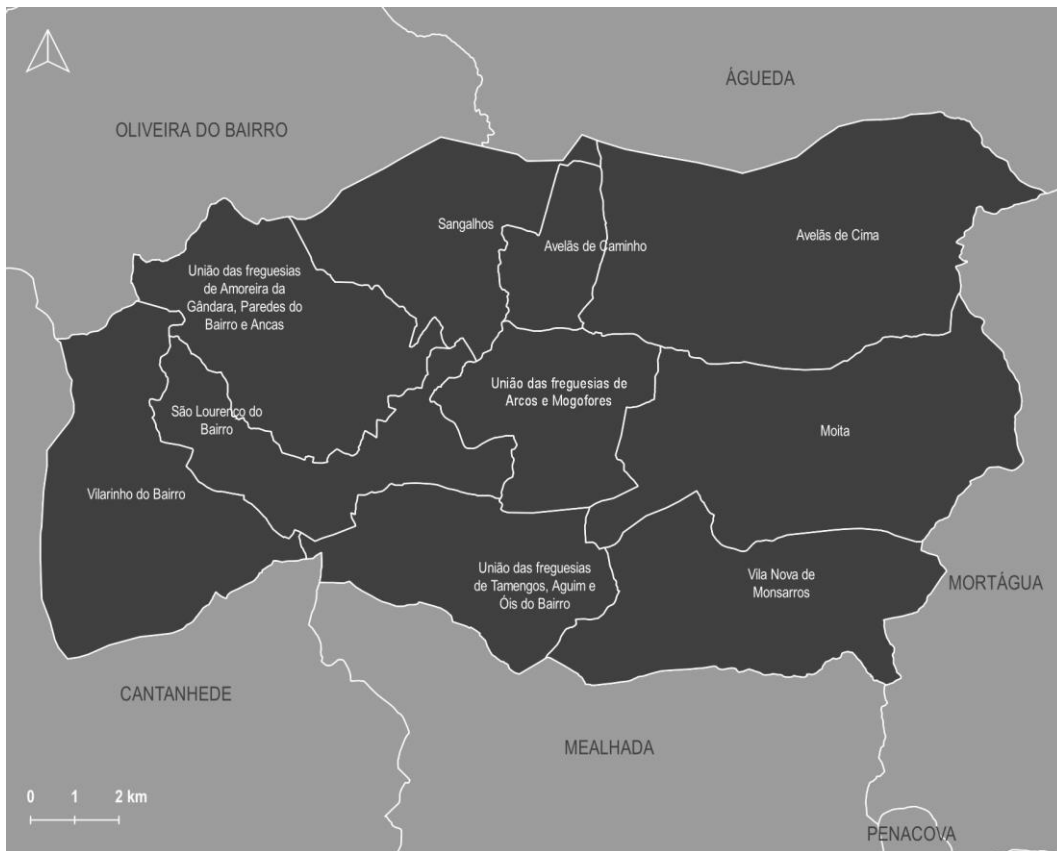 ÁGUEDA
OLIVEIRA DO BAIRRO
Sangalhos
Avelãs de Caminho
Avelãs de Cima
União das freguesias
de Amoreira da
Gândara, Paredes do
Bairro e Ancas
União das freguesias de
Arcos e Mogofores
São Lourenço do
Bairro
Moita
Vilarinho do Bairro
União das freguesias
de Tamengos, Aguim e
Óis do Bairro
Vila Nova de
Monsarros
MORTÁGUA
CANTANHEDE
MEALHADA
0 1 2 km
PENACOVA